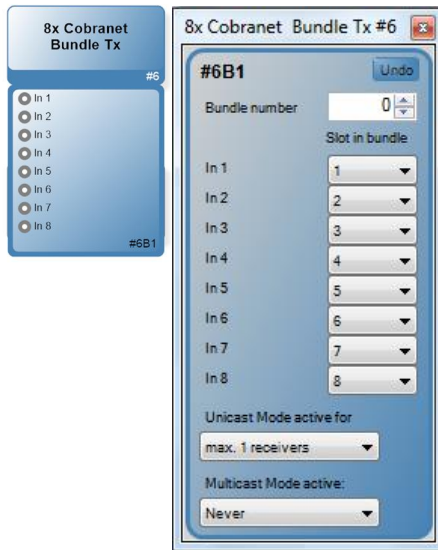 8x Cobranet
Bundle Tx
#6
In 1
In 2
In 3
In 4
In 5
In 6
In 7
In 8
#6B1
8x Cobranet Bundle Tx #6
x
#6B1
Undo
Bundle number
0
Slot in bundle
In 1
1
In 2
2
In 3
3
In 4
4
In 5
5
In 6
6
In 7
7
In 8
8
Unicast Mode active for
max. 1 receivers
Multicast Mode active:
Never